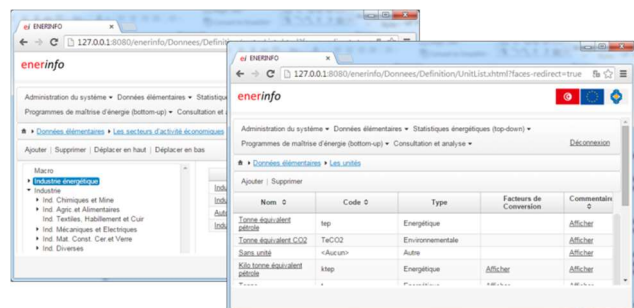 ENERINFO
127.0.0.1:8080/enerinfo/Donnees/Defini
enerinfo
Administration du système Données élémentaires Statistiqu
Programmes de maîtrise d'énergie (bottom-up) Consultation et
Données élémentaires Les secteurs d'activité économiques
Ajouter | Supprimer | Déplacer en haut | Déplacer en bas
Macro
Industrie énergétique
Industrie
Ind. Chimiques et Mine
Ind. Agric. et Alimentaires
Ind. Textiles, Habillement et Cuir
Ind. Mécaniques et Electriques
Ind. Mat. Const. Cer.et Verre
Ind. Diverses
ENERINFO
127.0.0.1:8080/enerinfo/Donnees/Definition/UnitList.xhtml?faces-redirect=true
enerinfo
Administration du système Données élémentaires Statistiques énergétiques (top-down)
Programmes de maîtrise d'énergie (bottom-up) Consultation et analyse Déconnexion
Données élémentaires Les unités
Ajouter | Supprimer
Nom Code Type Facteurs de Conversion Commentaire
Tonne équivalent pétrole tep Energétique Afficher
Tonne équivalent CO2 TeCO2 Environnementale Afficher
Sans unité <Aucun> Autre Afficher
Kilo tonne équivalent pétrole ktep Energétique Afficher Afficher